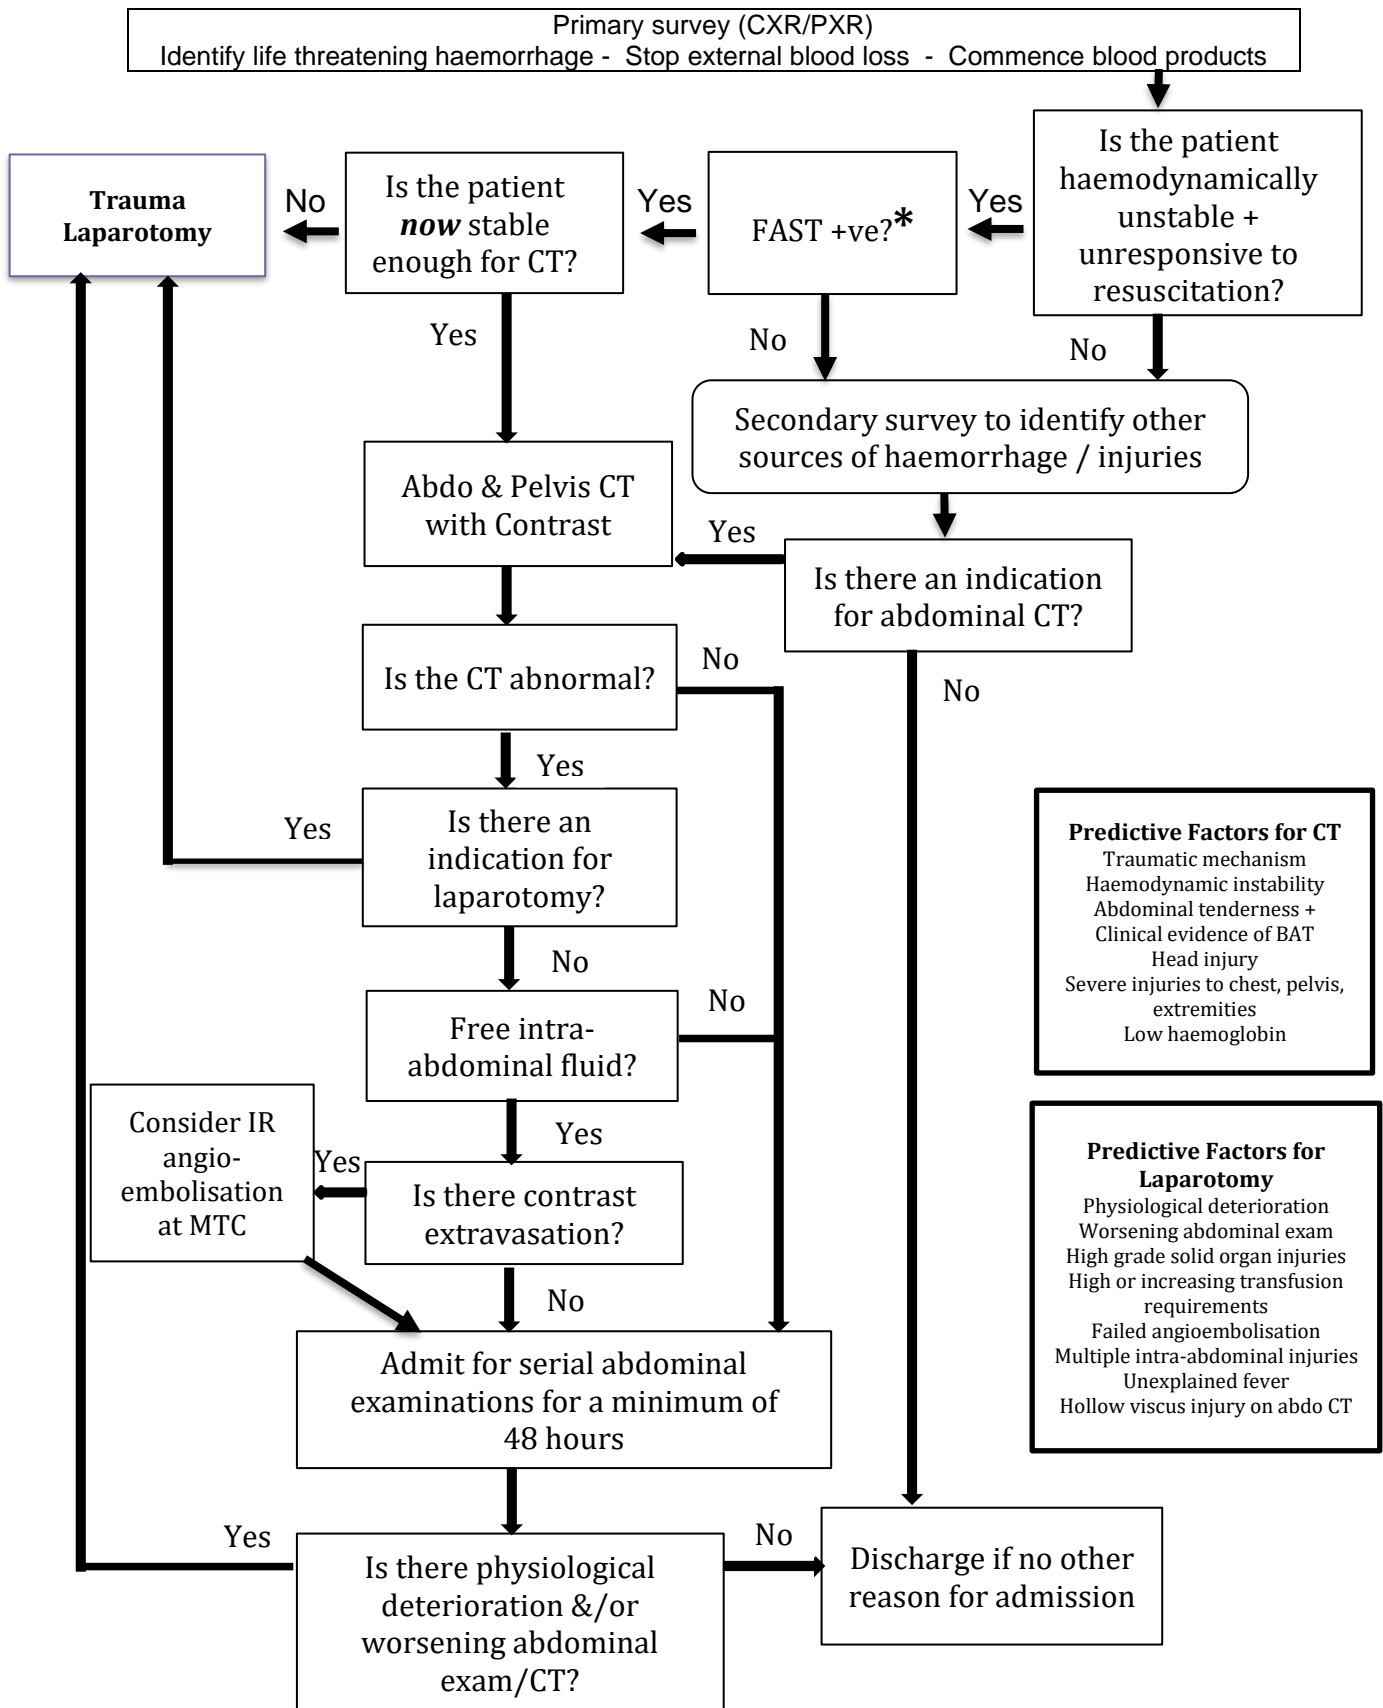 Primary survey (CXR/PXR)
Identify life threatening haemorrhage - Stop external blood loss - Commence blood products
Is the patient
haemodynamically
unstable +
unresponsive to
resuscitation?
Yes
No
FAST +ve?*
Yes
No
Is the patient
now stable
enough for CT?
No
Yes
Trauma
Laparotomy
Secondary survey to identify other
sources of haemorrhage / injuries
Is there an indication
for abdominal CT?
Yes
No
Abdo & Pelvis CT
with Contrast
Is the CT abnormal?
No
Yes
Is there an
indication for
laparotomy?
Yes
No
Free intra-
abdominal fluid?
No
Yes
Is there contrast
extravasation?
Yes
No
Consider IR
angio-
embolisation
at MTC
Admit for serial abdominal
examinations for a minimum of
48 hours
Is there physiological
deterioration &/or
worsening abdominal
exam/CT?
Yes
No
Discharge if no other
reason for admission
Predictive Factors for CT
Traumatic mechanism
Haemodynamic instability
Abdominal tenderness +
Clinical evidence of BAT
Head injury
Severe injuries to chest, pelvis,
extremities
Low haemoglobin
Predictive Factors for
Laparotomy
Physiological deterioration
Worsening abdominal exam
High grade solid organ injuries
High or increasing transfusion
requirements
Failed angioembolisation
Multiple intra-abdominal injuries
Unexplained fever
Hollow viscus injury on abdo CT